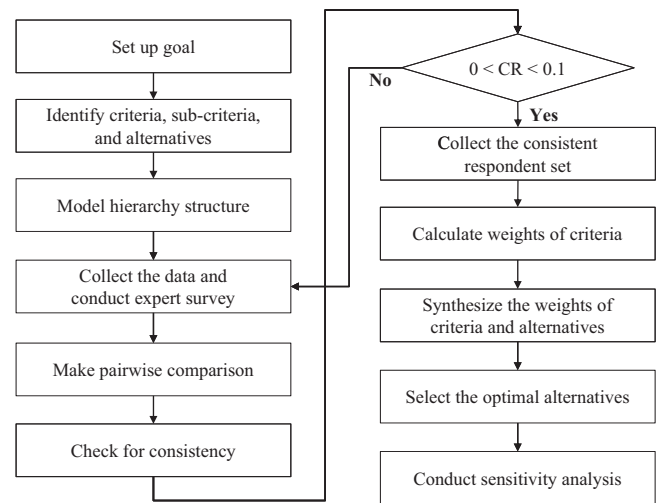 Set up goal
Identify criteria, sub-criteria,
and alternatives
Model hierarchy structure
Collect the data and
conduct expert survey
Make pairwise comparison
Check for consistency
0 < CR < 0.1
No
Yes
Collect the consistent
respondent set
Calculate weights of criteria
Synthesize the weights of
criteria and alternatives
Select the optimal alternatives
Conduct sensitivity analysis